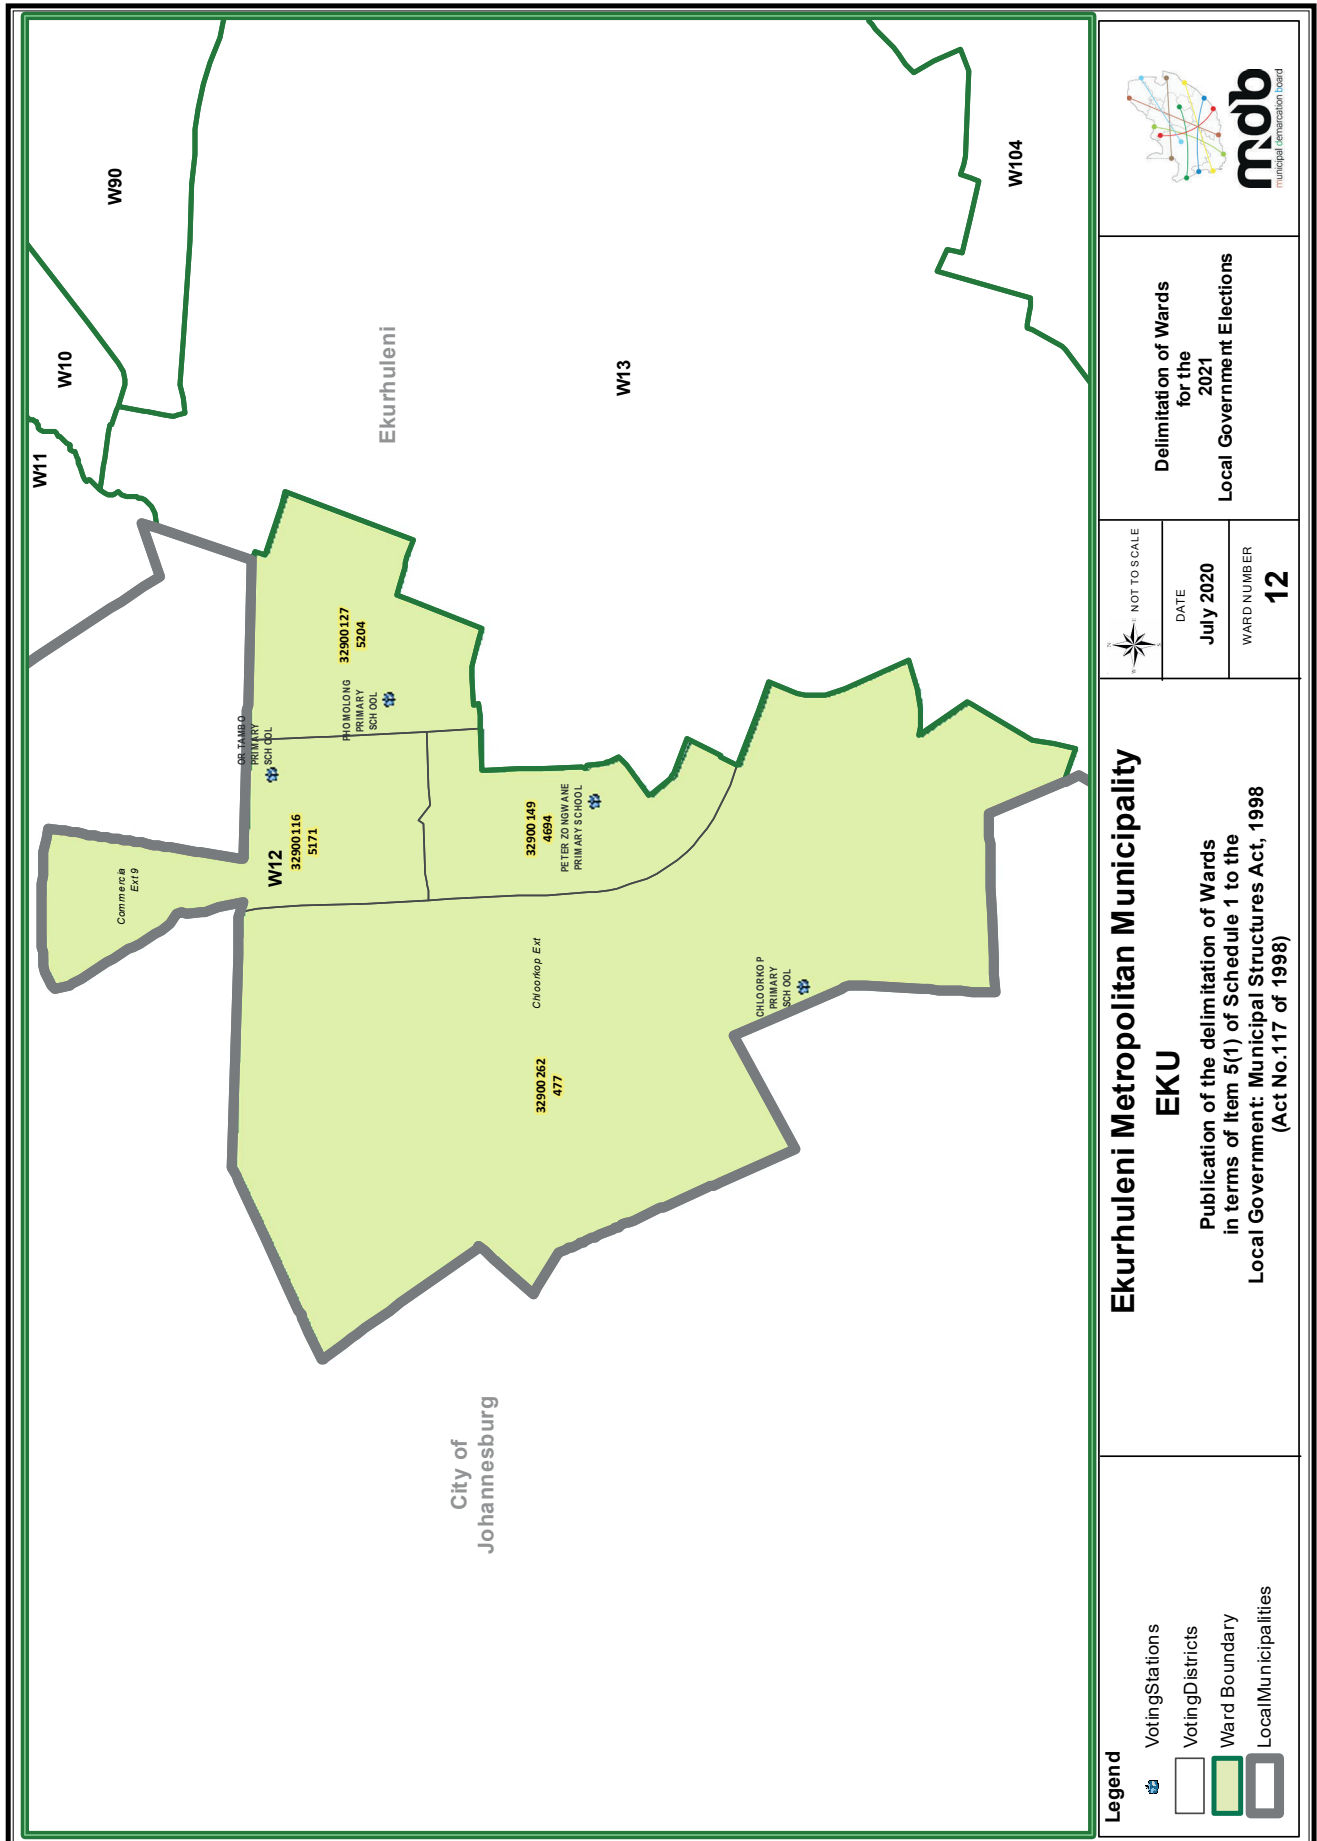 W90
W10
W11
W104
W13
Ekurhuleni
City of
Johannesburg
Commercia
Ext 9
OR TAMBO
PRIMARY
SCHOOL
W12
32900116
5171
PHOMOLONG
PRIMARY
SCHOOL
32900127
5204
32900149
4694
PETER ZONGWANE
PRIMARY SCHOOL
Chloorkop Ext
32900262
477
CHLOORKOP
PRIMARY
SCHOOL
Legend
VotingStations
VotingDistricts
Ward Boundary
LocalMunicipalities
Ekurhuleni Metropolitan Municipality
EKU
Publication of the delimitation of Wards
in terms of Item 5(1) of Schedule 1 to the
Local Government: Municipal Structures Act, 1998
(Act No.117 of 1998)
N
W
E
S
NOT TO SCALE
DATE
July 2020
WARD NUMBER
12
Delimitation of Wards
for the
2021
Local Government Elections
mdb
municipal demarcation board